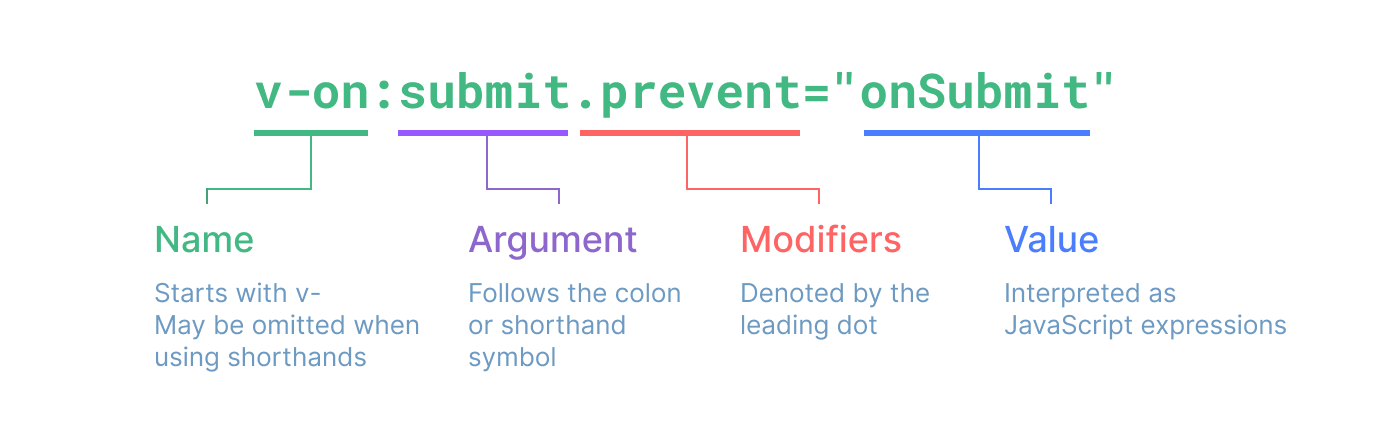 v-on:submit.prevent="onSubmit"
Name
Starts with v-
May be omitted when
using shorthands
Argument
Follows the colon
or shorthand
symbol
Modifiers
Denoted by the
leading dot
Value
Interpreted as
JavaScript expressions